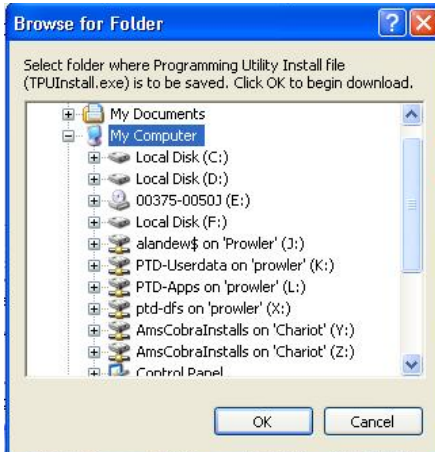 Browse for Folder
Select folder where Programming Utility Install file
(TPUInstall.exe) is to be saved. Click OK to begin download.
My Documents
My Computer
Local Disk (C:)
Local Disk (D:)
00375-0050J (E:)
Local Disk (F:)
alandew$ on 'Prowler' (J:)
PTD-Userdata on 'prowler' (K:)
PTD-Apps on 'prowler' (L:)
ptd-dfs on 'prowler' (X:)
AmsCobraInstalls on 'Chariot' (Y:)
AmsCobraInstalls on 'Chariot' (Z:)
Control Panel
OK
Cancel